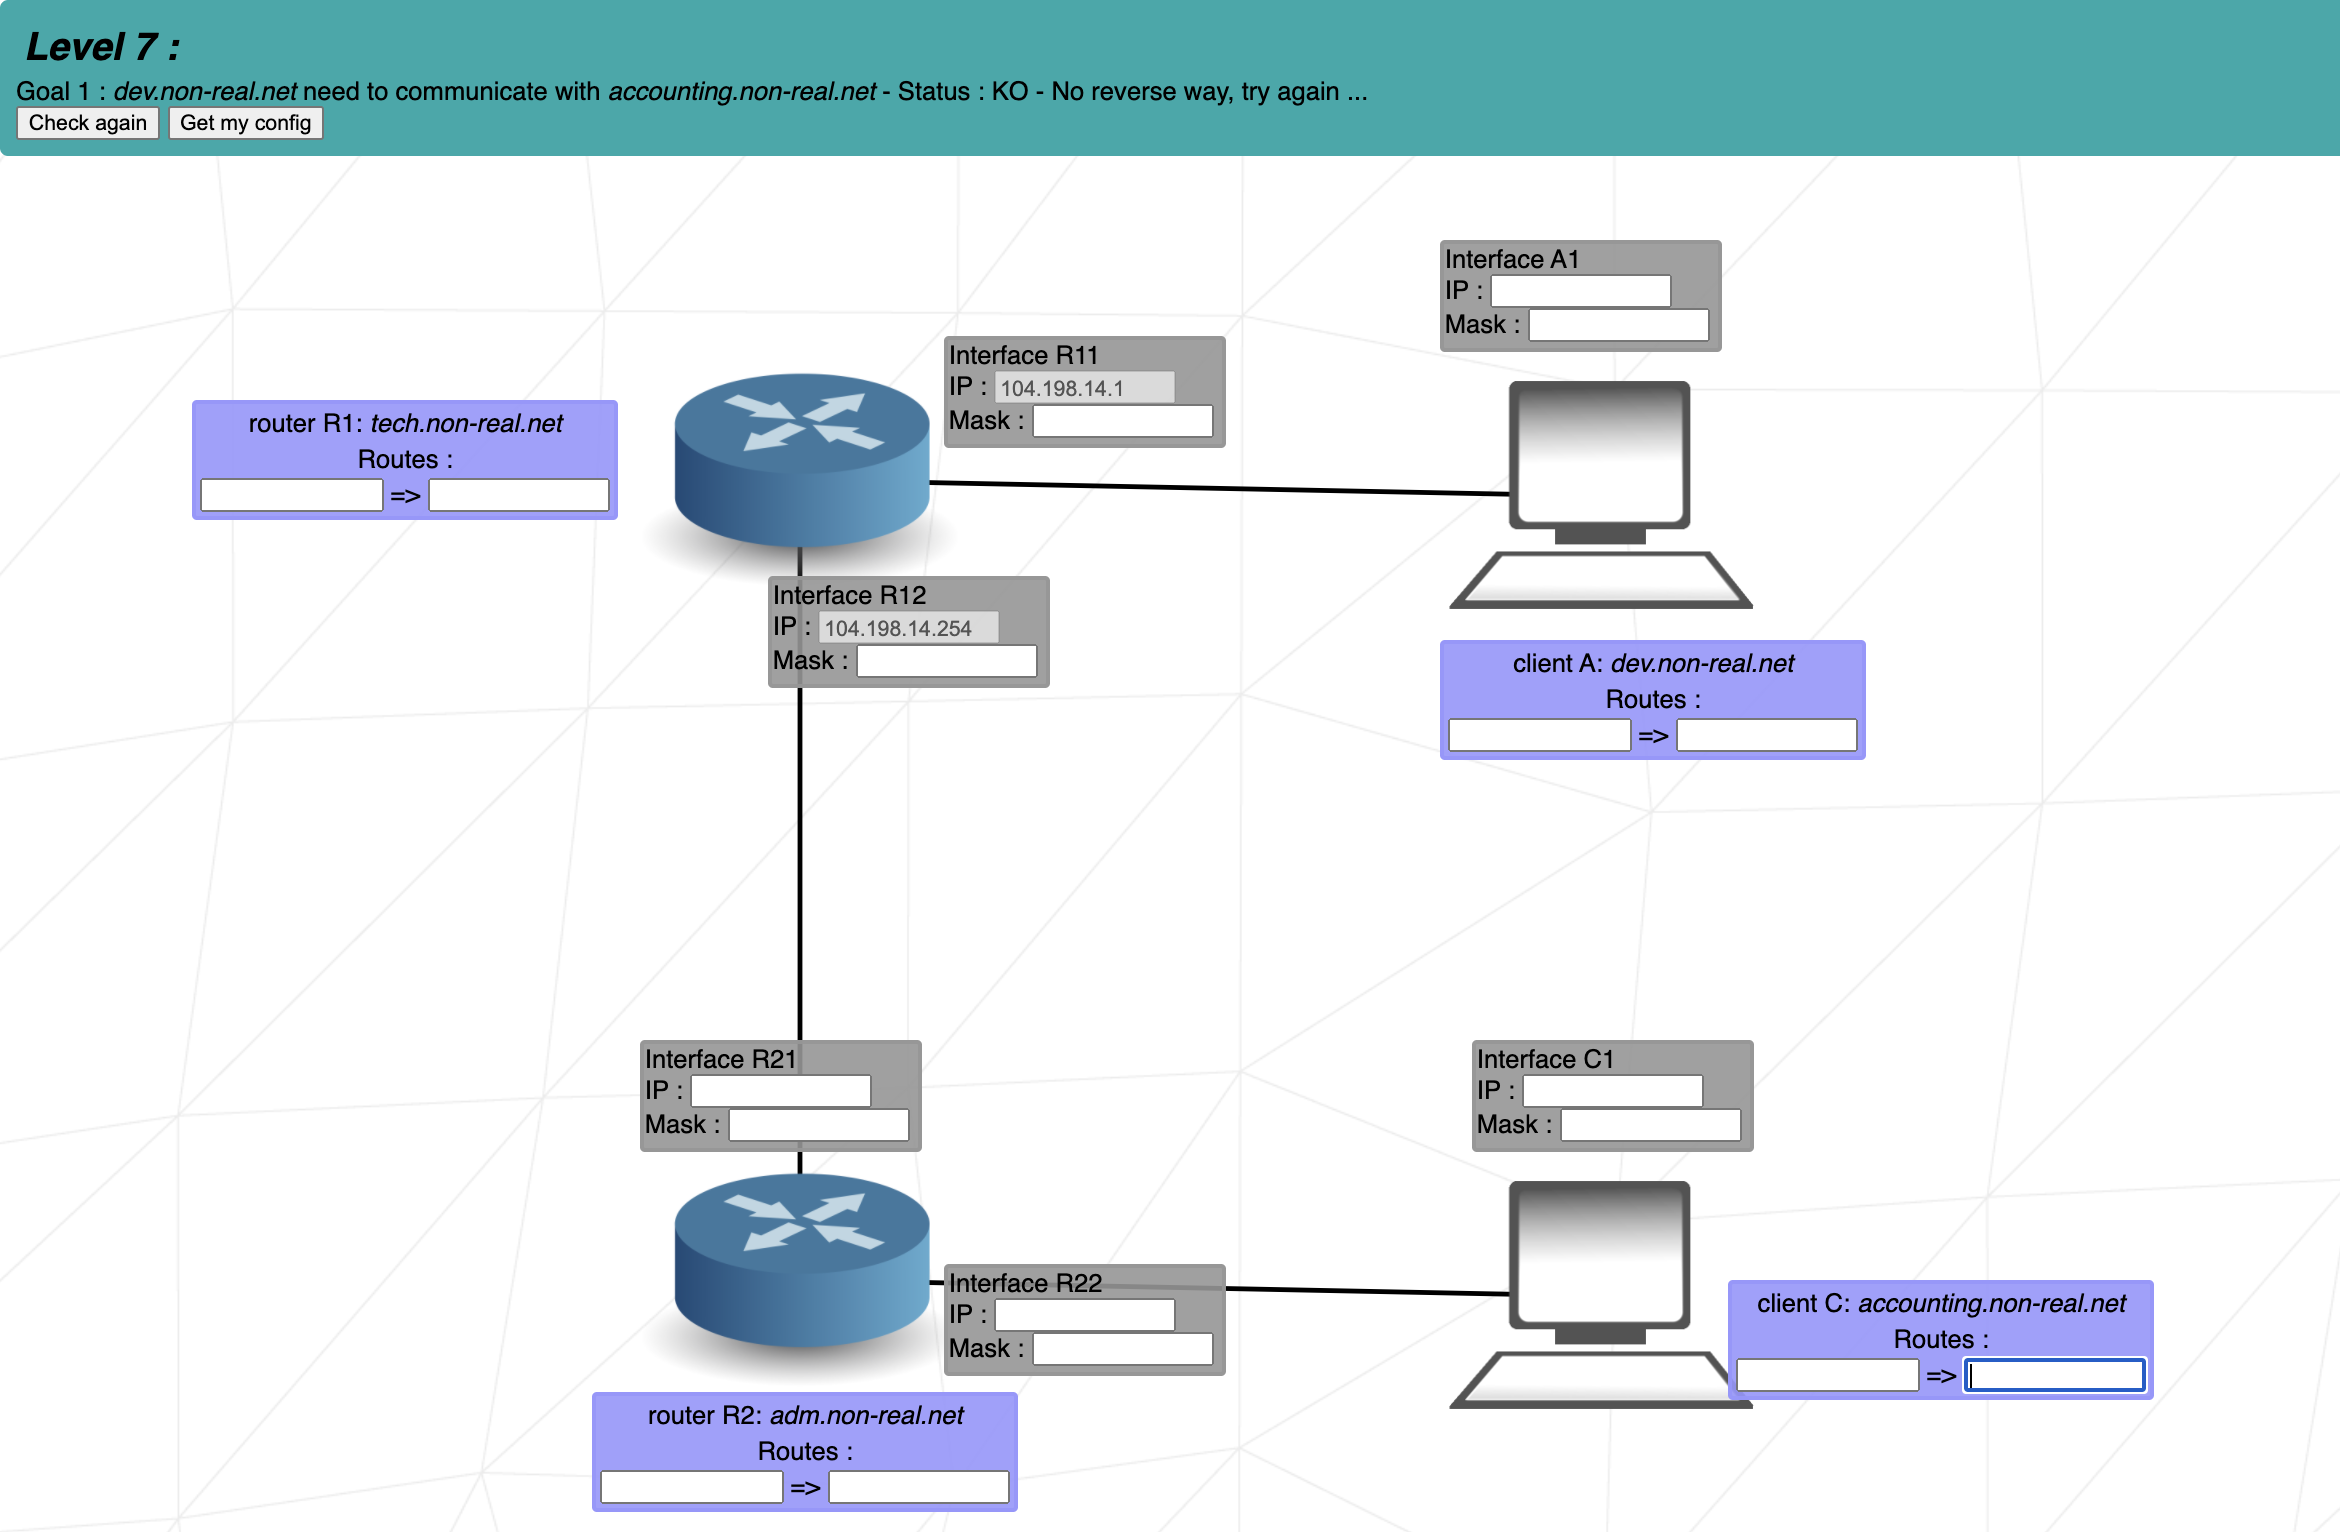 Level 7 :
Goal 1 : dev.non-real.net need to communicate with accounting.non-real.net - Status : KO - No reverse way, try again ...
Check again
Get my config
Interface A1
IP :
Mask :
Interface R11
IP : 104.198.14.1
Mask :
router R1: tech.non-real.net
Routes :
=>
Interface R12
IP : 104.198.14.254
Mask :
client A: dev.non-real.net
Routes :
=>
Interface R21
IP :
Mask :
Interface C1
IP :
Mask :
Interface R22
IP :
Mask :
client C: accounting.non-real.net
Routes :
=>
router R2: adm.non-real.net
Routes :
=>